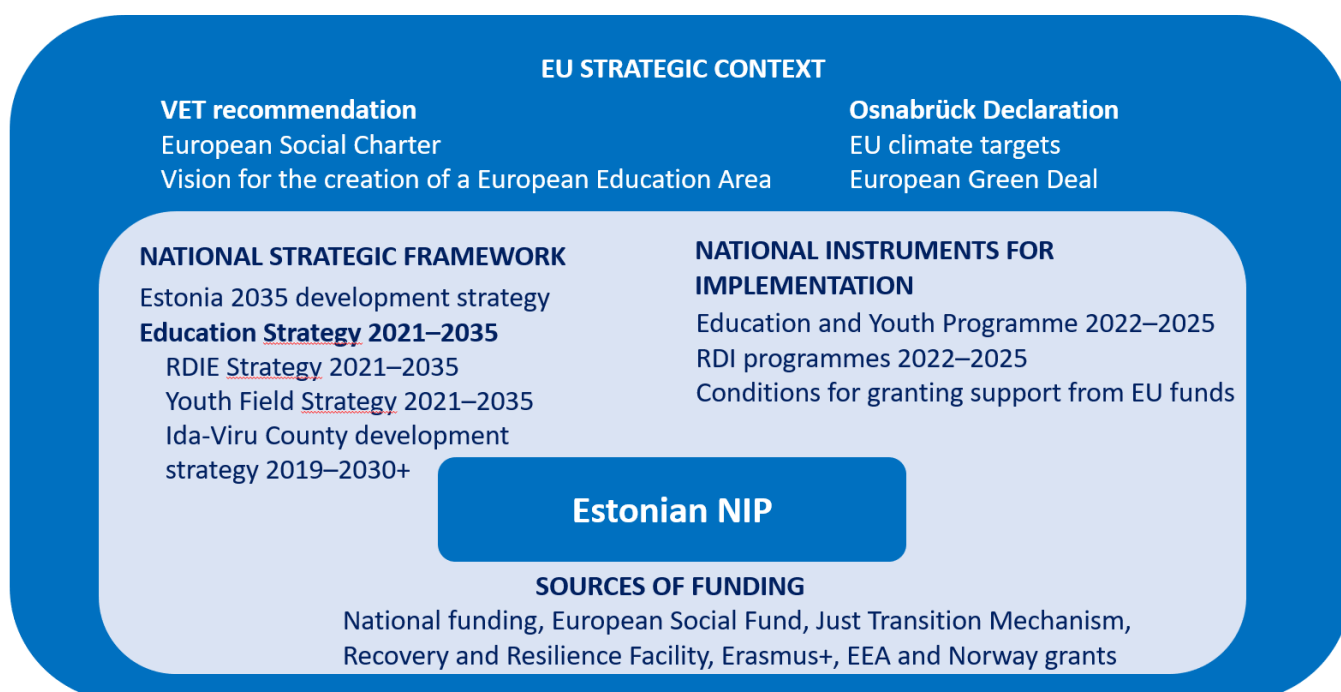 EU STRATEGIC CONTEXT
VET recommendation
European Social Charter
Vision for the creation of a European Education Area
Osnabrück Declaration
EU climate targets
European Green Deal
NATIONAL STRATEGIC FRAMEWORK
Estonia 2035 development strategy
Education Strategy 2021–2035
RDIE Strategy 2021–2035
Youth Field Strategy 2021–2035
Ida-Viru County development
strategy 2019–2030+
NATIONAL INSTRUMENTS FOR
IMPLEMENTATION
Education and Youth Programme 2022–2025
RDI programmes 2022–2025
Conditions for granting support from EU funds
Estonian NIP
SOURCES OF FUNDING
National funding, European Social Fund, Just Transition Mechanism,
Recovery and Resilience Facility, Erasmus+, EEA and Norway grants